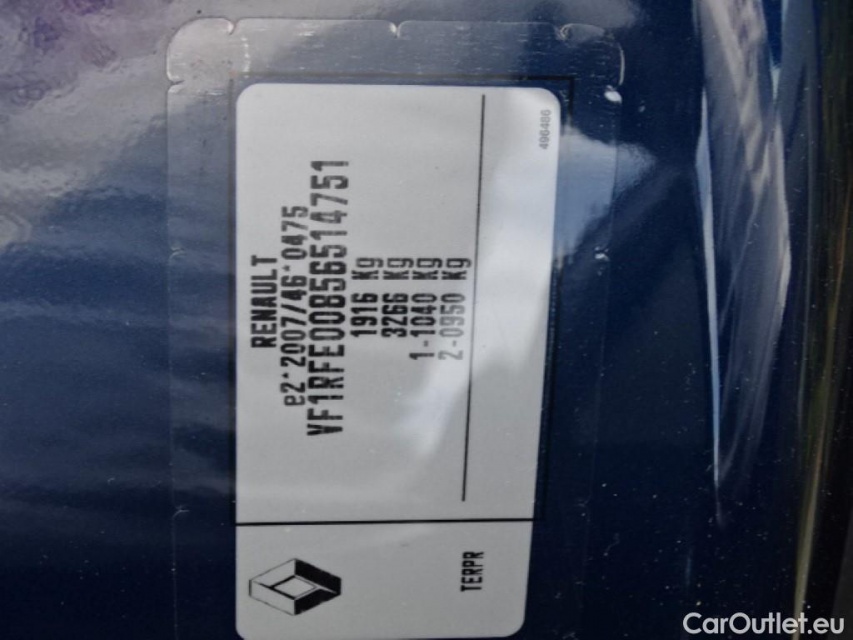 RENAULT
e2*2007/46*0475
VF1RFE00856514751
1916 kg
3266 kg
1-1040 kg
2-0950 kg
496486
TERPR
CarOutlet.eu